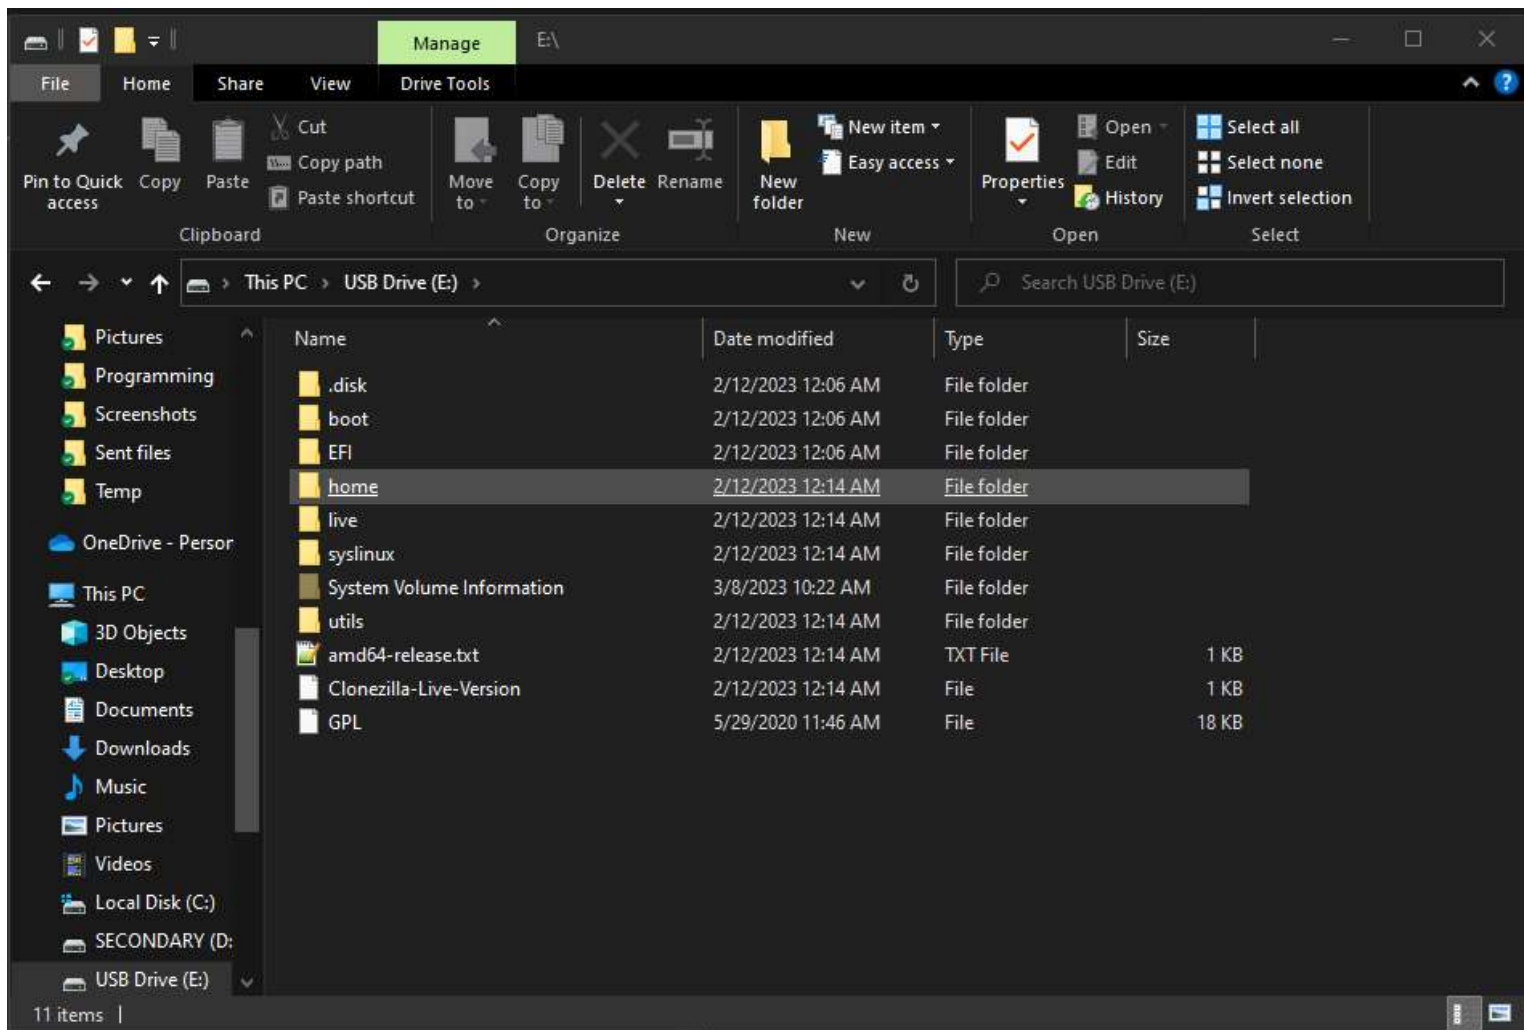 Manage E:\
File Home Share View Drive Tools
Pin to Quick access
Copy
Paste
Cut
Copy path
Paste shortcut
Move to
Copy to
Delete
Rename
New folder
New item
Easy access
Properties
Open
Edit
History
Select all
Select none
Invert selection
Clipboard Organize New Open Select
This PC USB Drive (E:) Search USB Drive (E:)
Pictures
Programming
Screenshots
Sent files
Temp
OneDrive - Person
This PC
3D Objects
Desktop
Documents
Downloads
Music
Pictures
Videos
Local Disk (C:)
SECONDARY (D:
USB Drive (E:)
Name Date modified Type Size
.disk 2/12/2023 12:06 AM File folder
boot 2/12/2023 12:06 AM File folder
EFI 2/12/2023 12:06 AM File folder
home 2/12/2023 12:14 AM File folder
live 2/12/2023 12:14 AM File folder
syslinux 2/12/2023 12:14 AM File folder
System Volume Information 3/8/2023 10:22 AM File folder
utils 2/12/2023 12:14 AM File folder
amd64-release.txt 2/12/2023 12:14 AM TXT File 1 KB
Clonezilla-Live-Version 2/12/2023 12:14 AM File 1 KB
GPL 5/29/2020 11:46 AM File 18 KB
11 items